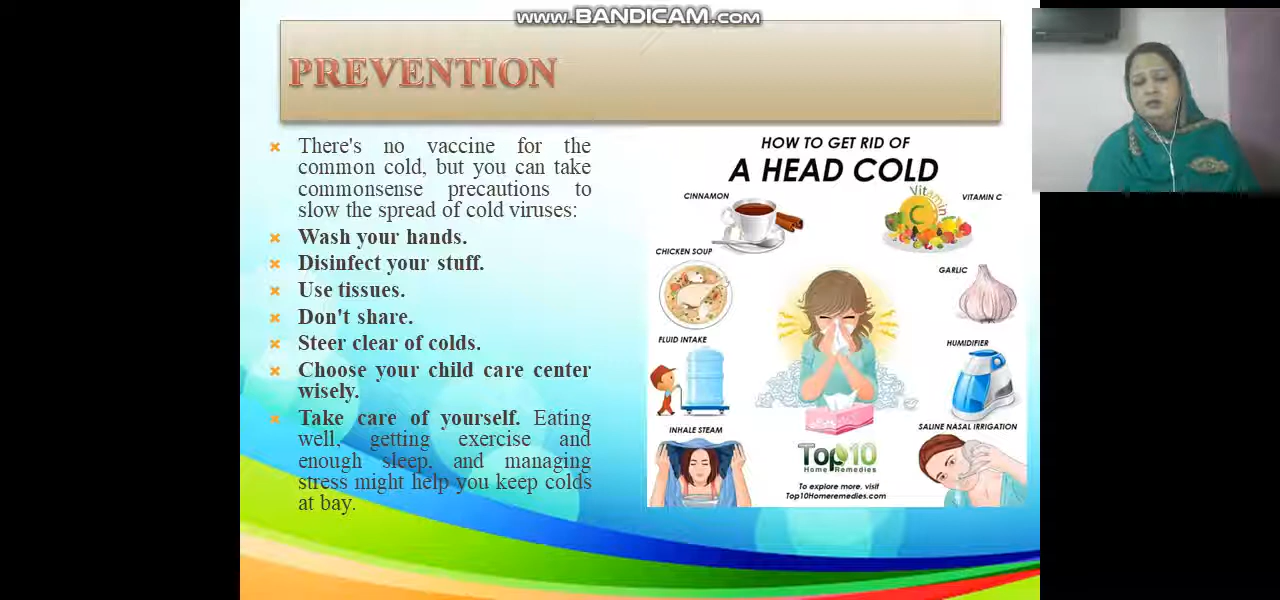 www.BANDICAM.com
PREVENTION
There's no vaccine for the
common cold, but you can take
commonsense precautions to
slow the spread of cold viruses:
Wash your hands.
Disinfect your stuff.
Use tissues.
Don't share.
Steer clear of colds.
Choose your child care center
wisely.
Take care of yourself. Eating
well, getting exercise and
enough sleep, and managing
stress might help you keep colds
at bay.
HOW TO GET RID OF
A HEAD COLD
CINNAMON
Vitamin
C
VITAMIN C
CHICKEN SOUP
GARLIC
FLUID INTAKE
HUMIDIFIER
INHALE STEAM
SALINE NASAL IRRIGATION
Top10
Home Remedies
To explore more, visit
Top10Homeremedies.com